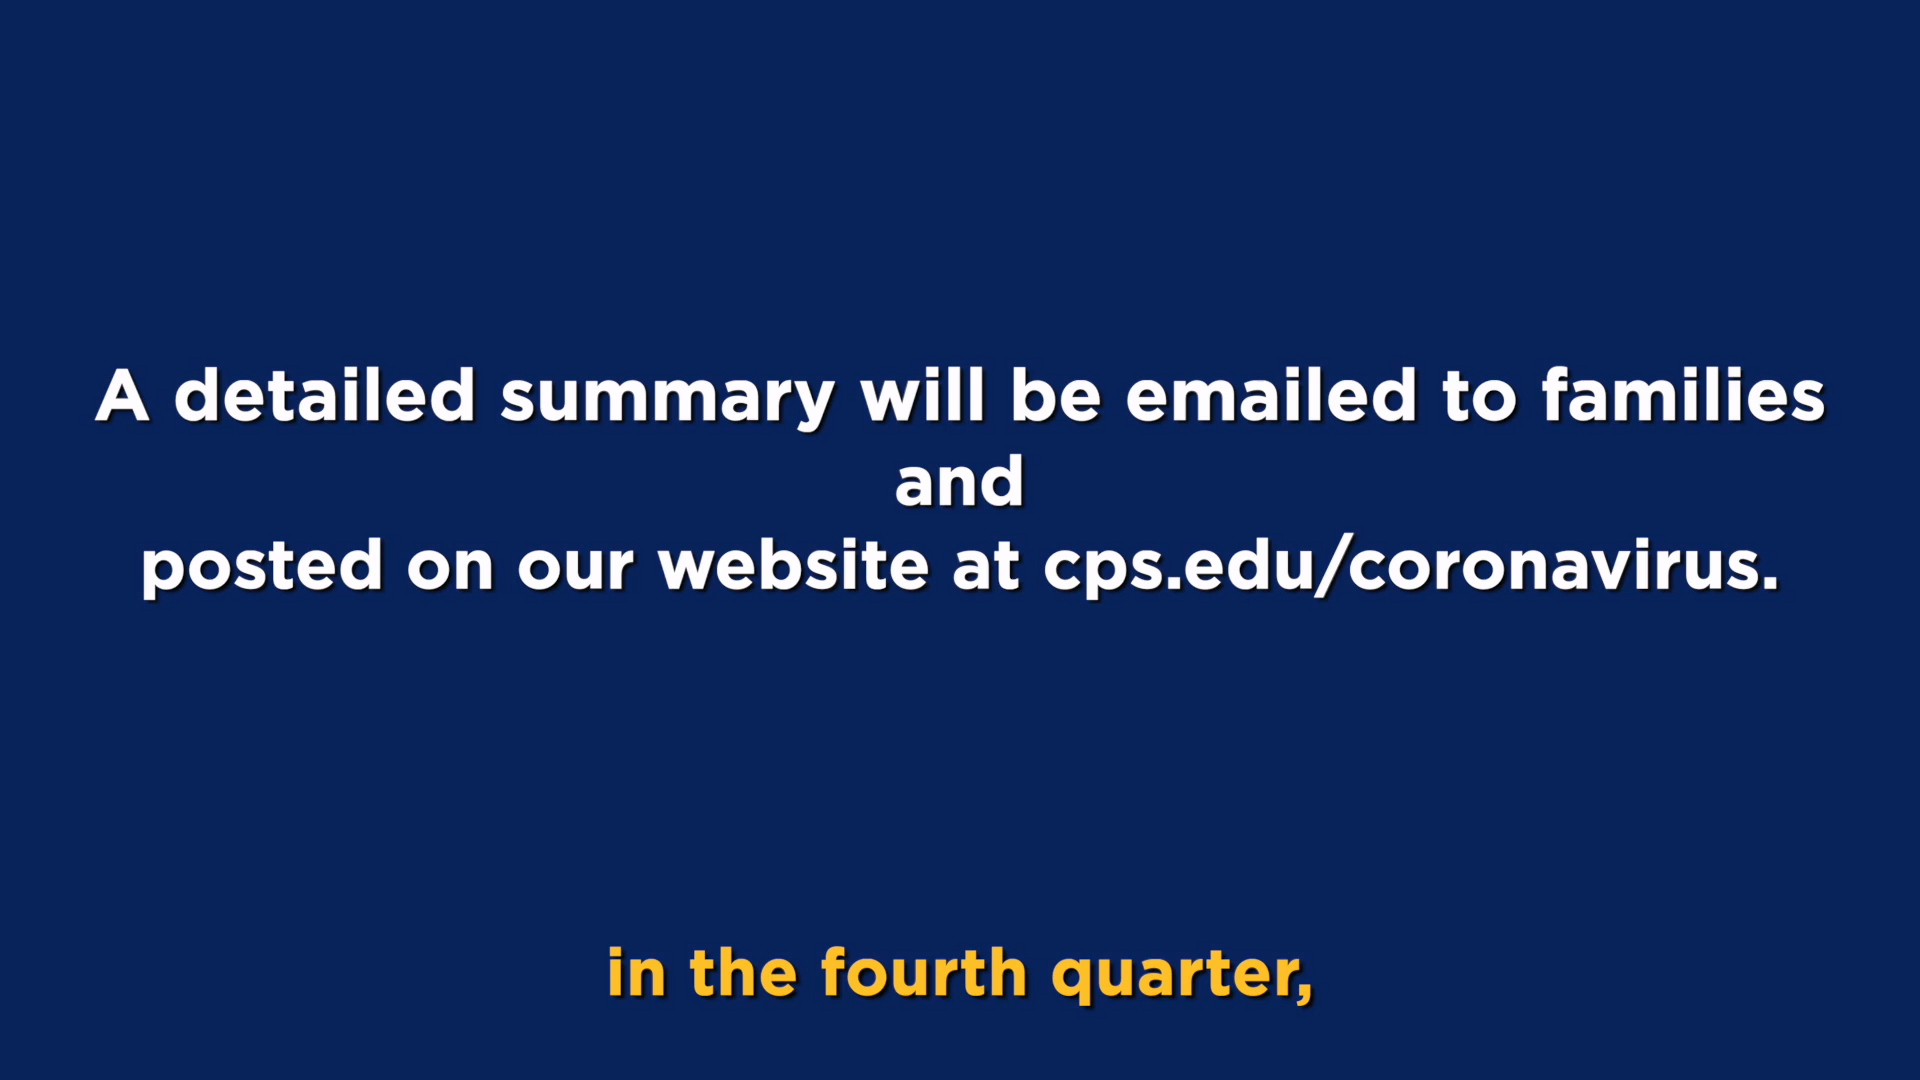 A detailed summary will be emailed to families
and
posted on our website at cps.edu/coronavirus.
in the fourth quarter,